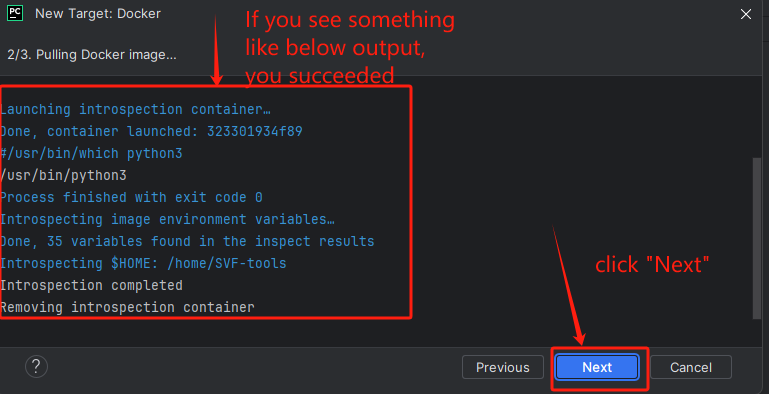 PC New Target: Docker
If you see something
like below output,
you succeeded
2/3. Pulling Docker image...
Launching introspection container…
Done, container launched: 323301934f89
#/usr/bin/which python3
/usr/bin/python3
Process finished with exit code 0
Introspecting image environment variables…
Done, 35 variables found in the inspect results
Introspecting $HOME: /home/SVF-tools
Introspection completed
Removing introspection container
click "Next"
? Previous Next Cancel